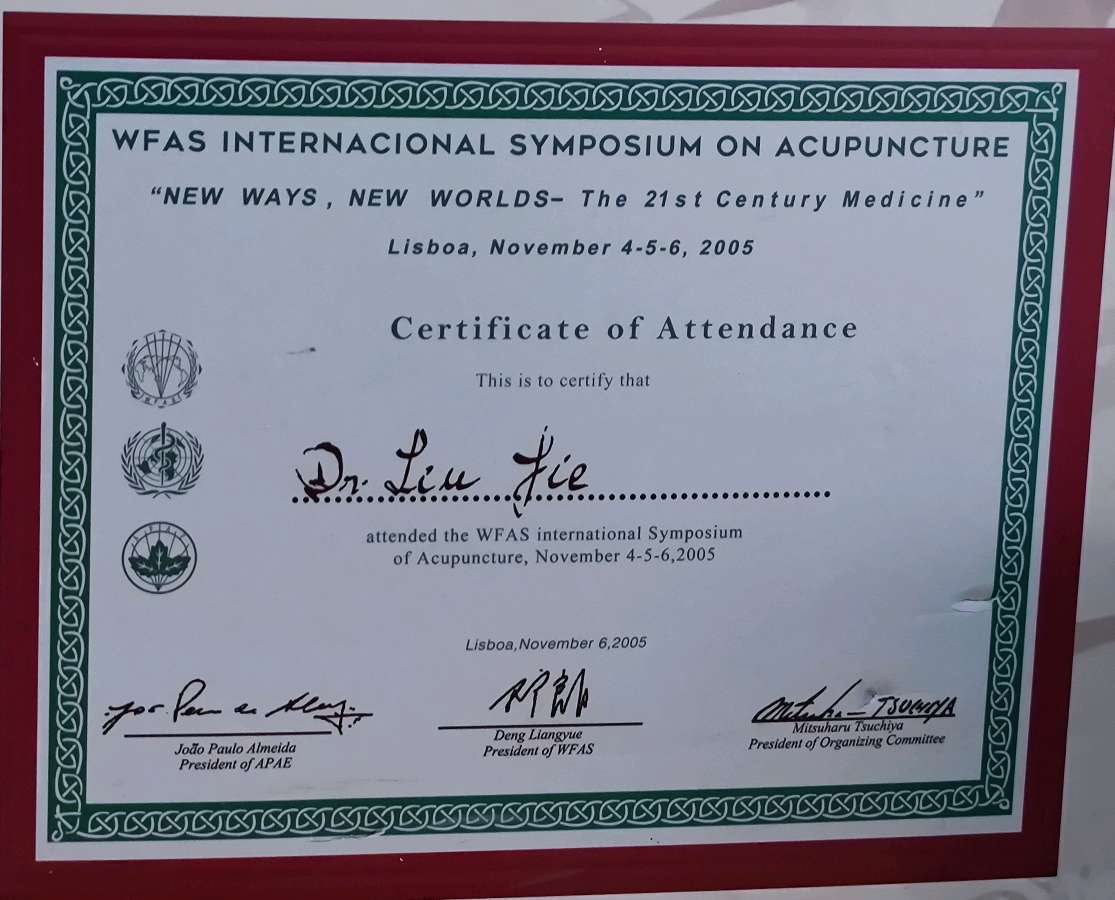 WFAS INTERNACIONAL SYMPOSIUM ON ACUPUNCTURE
“NEW WAYS, NEW WORLDS– The 21st Century Medicine”
Lisboa, November 4-5-6, 2005
Certificate of Attendance
This is to certify that
Dr. Liu Jie
attended the WFAS international Symposium
of Acupuncture, November 4-5-6,2005
Lisboa,November 6,2005
João Paulo Almeida
President of APAE
Deng Liangyue
President of WFAS
Mitsuharu TSUCHIYA
Mitsuharu Tsuchiya
President of Organizing Committee